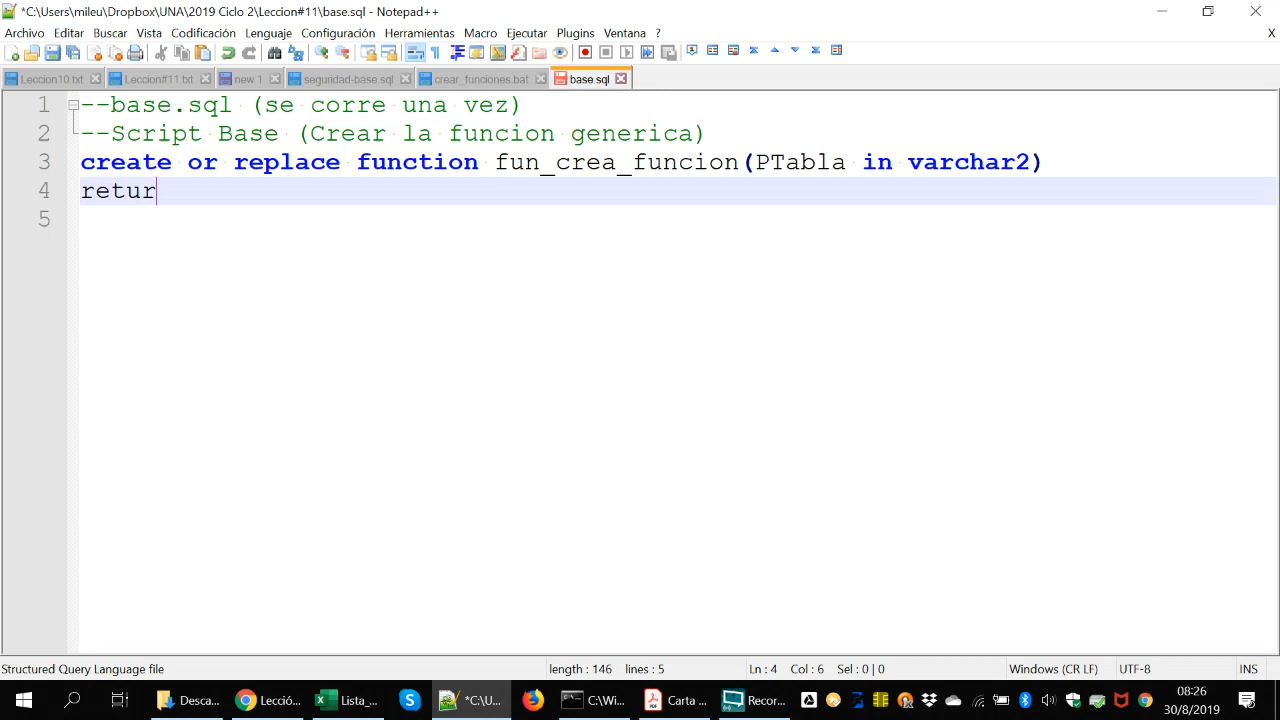 *C:\Users\mileu\Dropbox\UNA\2019 Ciclo 2\Leccion#11\base.sql - Notepad++
Archivo Editar Buscar Vista Codificación Lenguaje Configuración Herramientas Macro Ejecutar Plugins Ventana ? X
Leccion10.txt Leccion#11.txt new 1 seguridad-base.sql crear_funciones.bat base.sql
1 --base.sql (se corre una vez)
2 --Script Base (Crear la funcion generica)
3 create or replace function fun_crea_funcion(PTabla in varchar2)
4 retur
5
Structured Query Language file length : 146 lines : 5 Ln : 4 Col : 6 Sel : 0 | 0 Windows (CR LF) UTF-8 INS
Desca... Lecció... Lista_... *C:\U... C:\Wi... Carta ... Recor... 08:26
30/8/2019